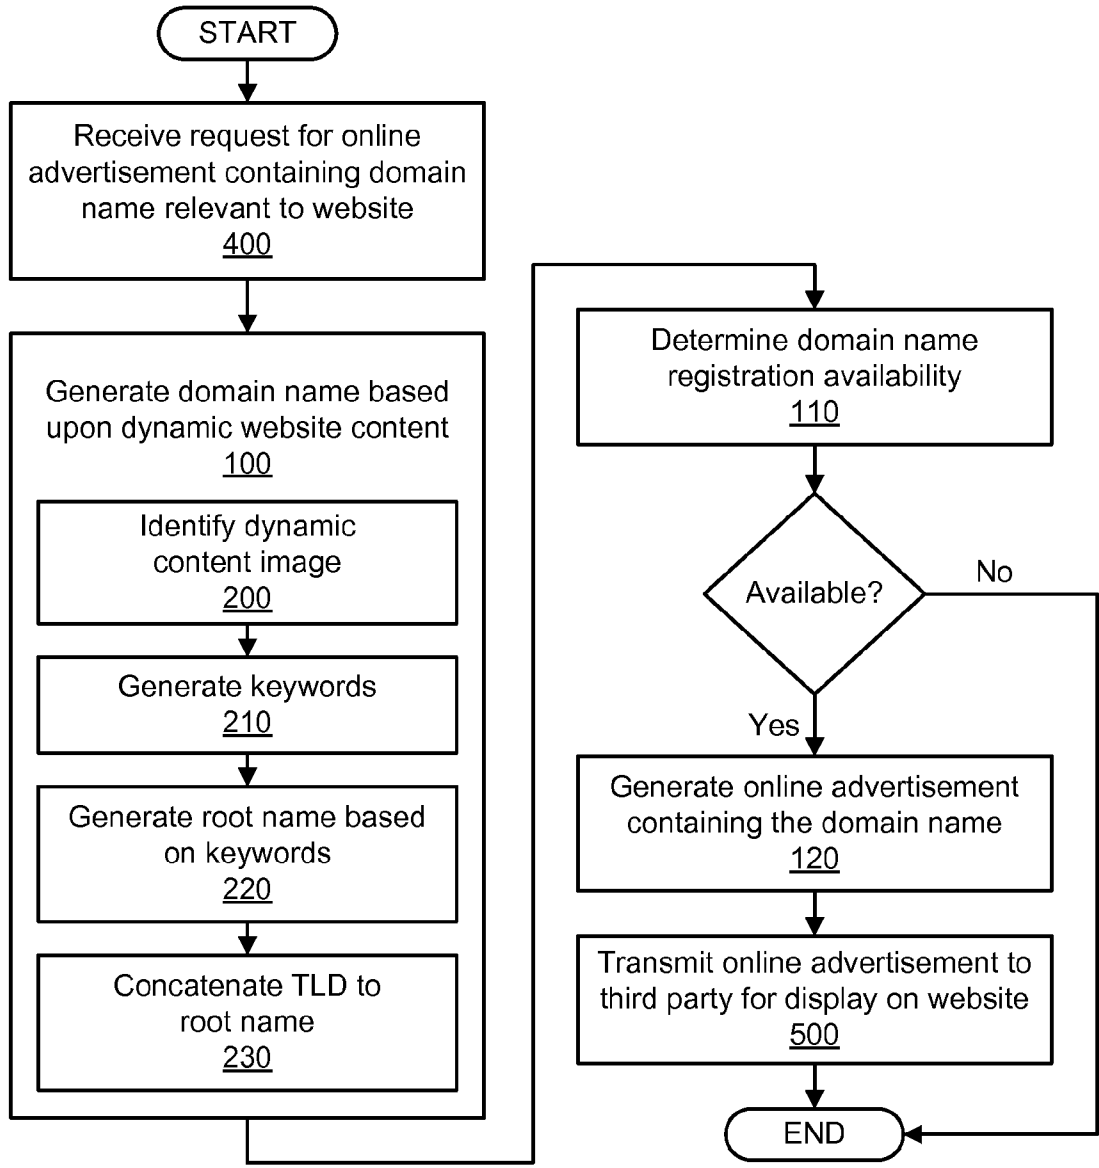 START
Receive request for online
advertisement containing domain
name relevant to website
400
Generate domain name based
upon dynamic website content
100
Identify dynamic
content image
200
Generate keywords
210
Generate root name based
on keywords
220
Concatenate TLD to
root name
230
Determine domain name
registration availability
110
Available?
No
Yes
Generate online advertisement
containing the domain name
120
Transmit online advertisement to
third party for display on website
500
END